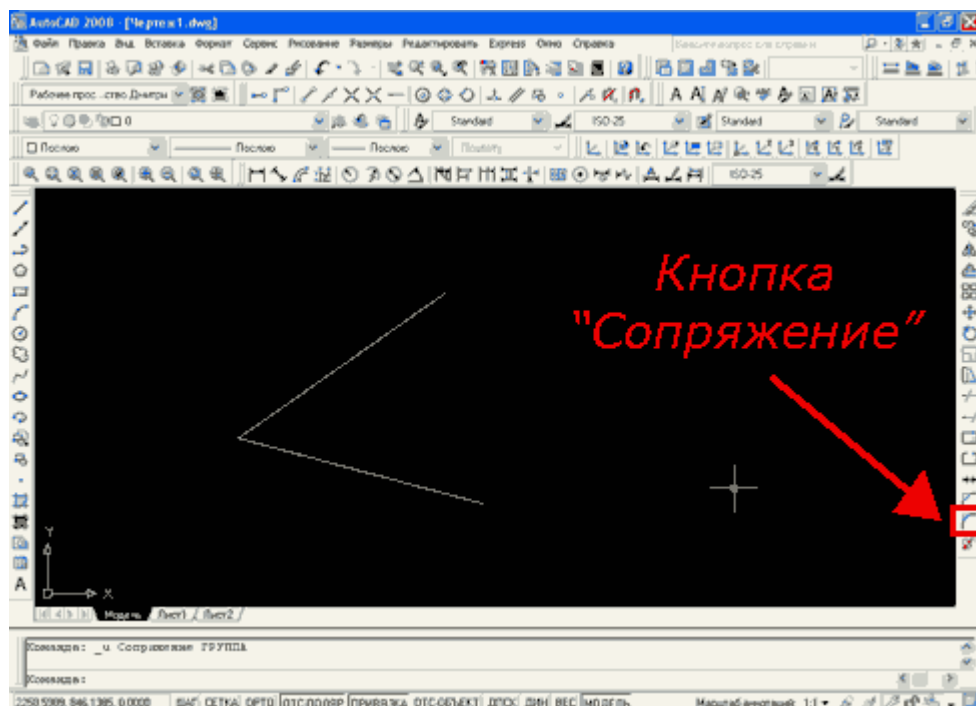 AutoCAD 2008 - [Чертеж1.dwg]
Файл Правка Вид Вставка Формат Сервис Рисование Размеры Редактировать Express Окно Справка
Standard ISO-25 Standard Standard
Послою Послою Послою
ISO-25
Кнопка
"Сопряжение"
Y
X
Модель Лист1 Лист2
Команда: _u Сопряжение ГРУППА
Команда:
ШАГ СЕТКА ОРТО ОТС-ПОЛЯР ПРИВЯЗКА ОТС-ОБЪЕКТ ДПСК ДИН ВЕС МОДЕЛЬ
1:1